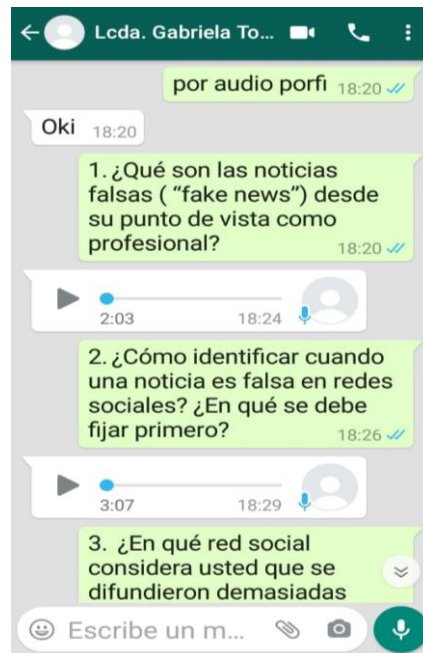 Lcda. Gabriela To...
por audio porfi 18:20
Oki 18:20
1. ¿Qué son las noticias
falsas ( “fake news”) desde
su punto de vista como
profesional?
18:20
2:03 18:24
2. ¿Cómo identificar cuando
una noticia es falsa en redes
sociales? ¿En qué se debe
fijar primero?
18:26
3:07 18:29
3. ¿En qué red social
considera usted que se
difundieron demasiadas
Escribe un m...